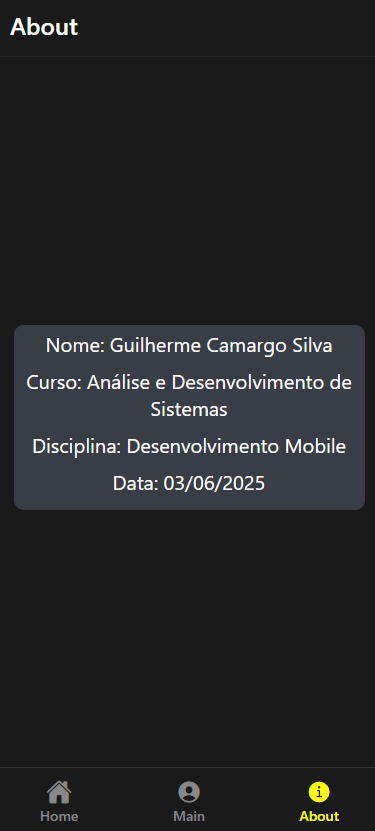 About
Nome: Guilherme Camargo Silva
Curso: Análise e Desenvolvimento de
Sistemas
Disciplina: Desenvolvimento Mobile
Data: 03/06/2025
Home
Main
About